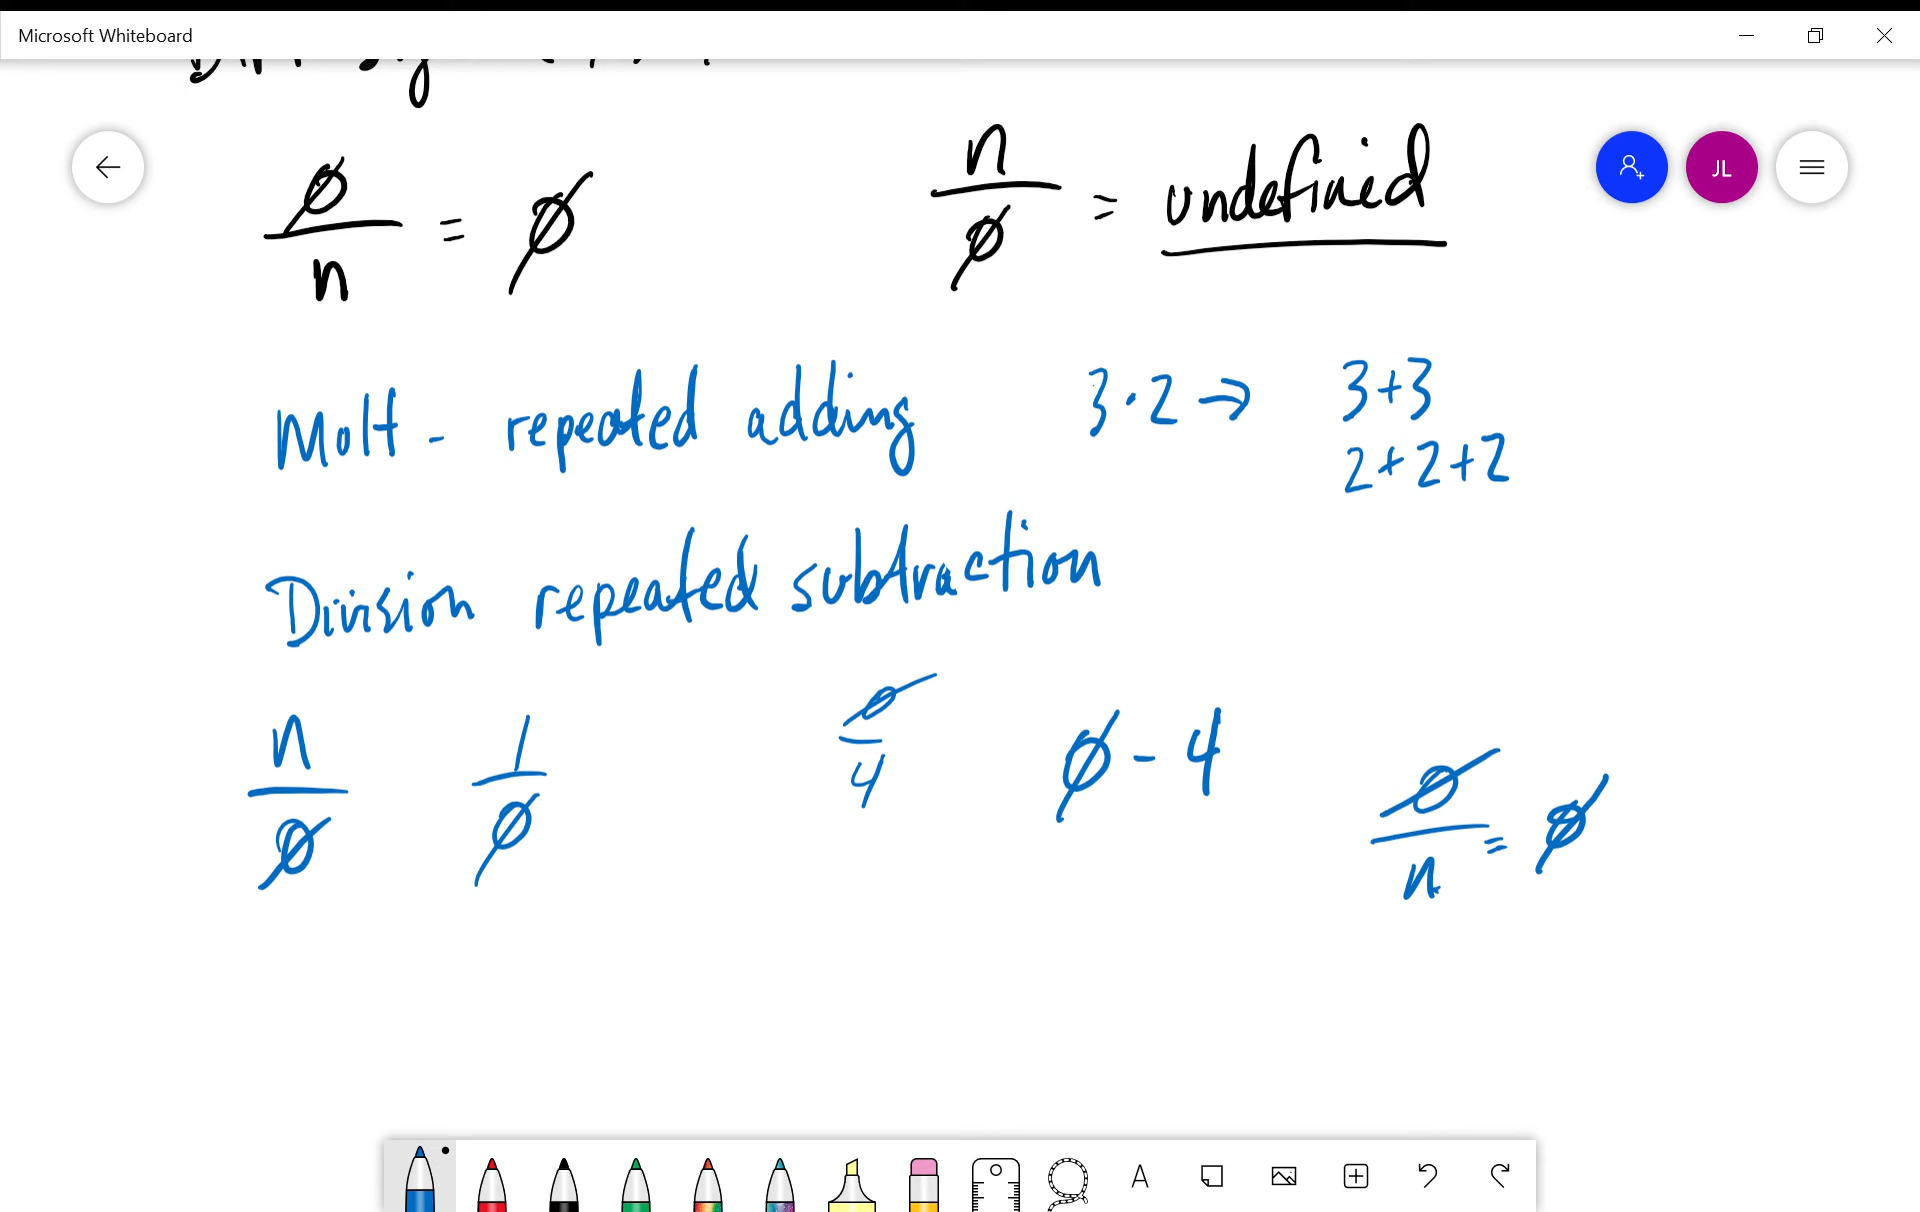 Microsoft Whiteboard
JL
∅/n = ∅
n/∅ = undefined
Mult - repeated adding 3·2 → 3+3
2+2+2
Division repeated subtraction
n/∅ 1/∅ ∅/4 ∅ - 4 ∅/n = ∅
A